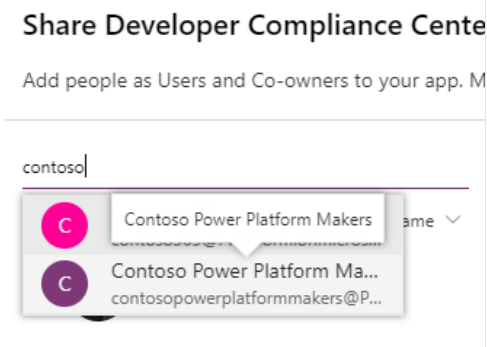 Share Developer Compliance Cente
Add people as Users and Co-owners to your app. M
contoso
C
Contoso Power Platform Makers
ame
C
Contoso Power Platform Ma...
contosopowerplatformmakers@P...